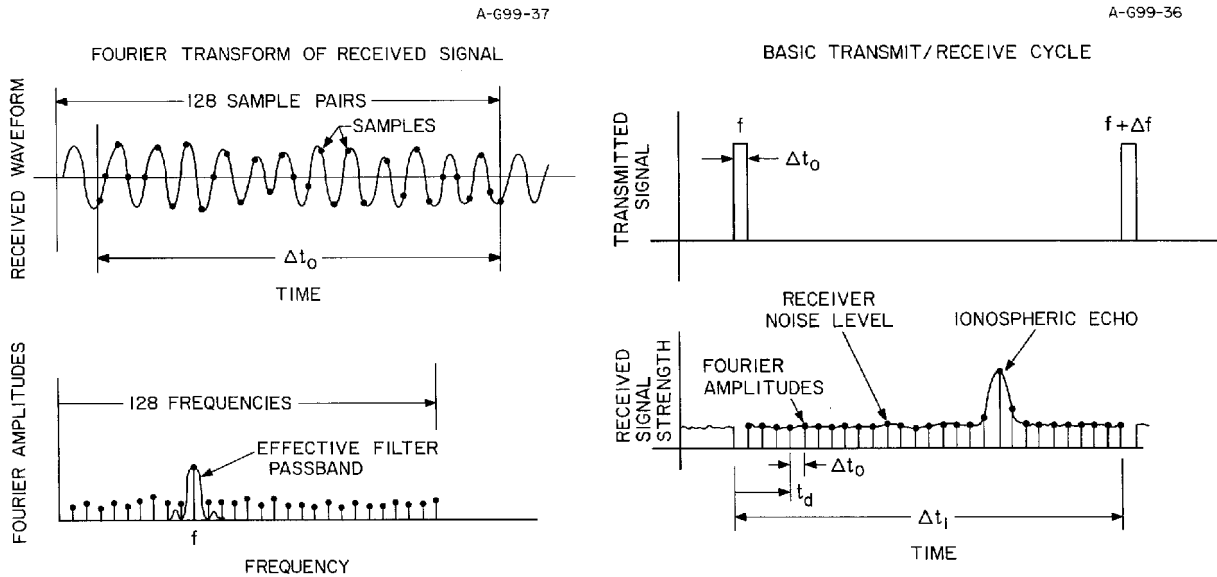 A-G99-37
FOURIER TRANSFORM OF RECEIVED SIGNAL
RECEIVED WAVEFORM
128 SAMPLE PAIRS
SAMPLES
Δt₀
TIME
FOURIER AMPLITUDES
128 FREQUENCIES
EFFECTIVE FILTER
PASSBAND
f
FREQUENCY
A-G99-36
BASIC TRANSMIT/RECEIVE CYCLE
TRANSMITTED
SIGNAL
f
f + Δf
Δt₀
RECEIVED
SIGNAL
STRENGTH
RECEIVER
NOISE LEVEL
IONOSPHERIC ECHO
FOURIER
AMPLITUDES
Δt₀
t_d
Δt₁
TIME